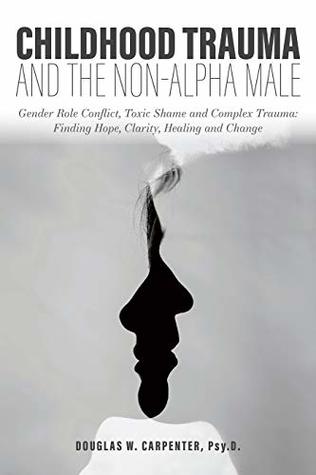 CHILDHOOD TRAUMA
AND THE NON-ALPHA MALE
Gender Role Conflict, Toxic Shame and Complex Trauma:
Finding Hope, Clarity, Healing and Change
DOUGLAS W. CARPENTER, Psy.D.